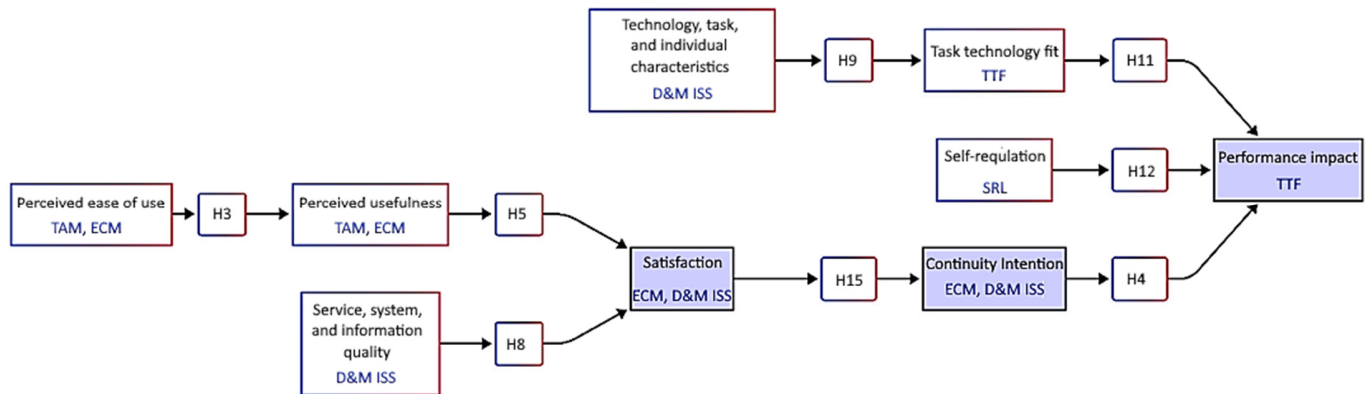 Technology, task,
and individual
characteristics
D&M ISS
H9
Task technology fit
TTF
H11
Self-requlation
SRL
H12
Performance impact
TTF
Perceived ease of use
TAM, ECM
H3
Perceived usefulness
TAM, ECM
H5
Satisfaction
ECM, D&M ISS
H15
Continuity Intention
ECM, D&M ISS
H4
Service, system,
and information
quality
D&M ISS
H8